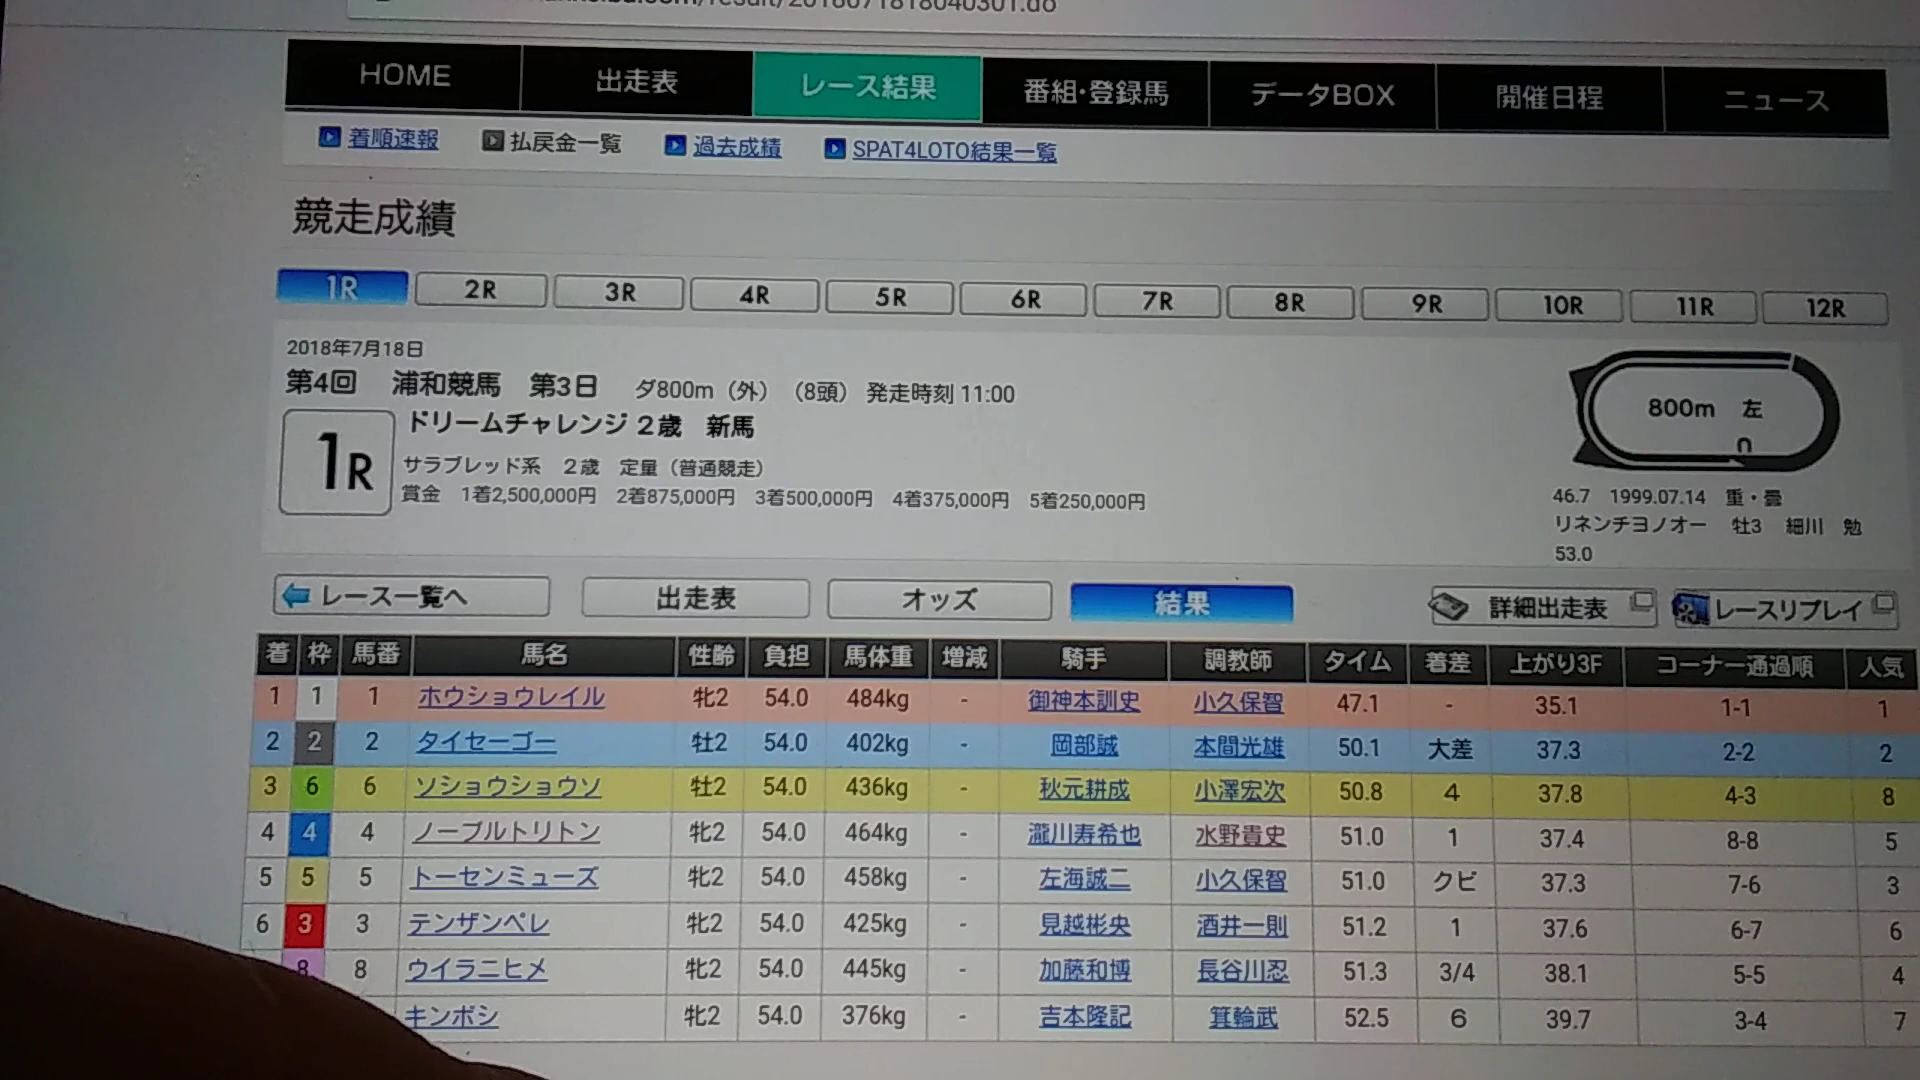 HOME 出走表 レース結果 番組・登録馬 データBOX 開催日程 ニュース
着順速報 払戻金一覧 過去成績 SPAT4LOTO結果一覧
競走成績
1R 2R 3R 4R 5R 6R 7R 8R 9R 10R 11R 12R
2018年7月18日
第4回 浦和競馬 第3日 ダ800m（外）（8頭） 発走時刻 11:00
1R
ドリームチャレンジ２歳 新馬
サラブレッド系 ２歳 定量（普通競走）
賞金 1着2,500,000円 2着875,000円 3着500,000円 4着375,000円 5着250,000円
800m 左
46.7 1999.07.14 重・曇
リネンチヨノオー 牡3 細川 勉
53.0
レース一覧へ 出走表 オッズ 結果 詳細出走表 レースリプレイ
着 枠 馬番 馬名 性齢 負担 馬体重 増減 騎手 調教師 タイム 着差 上がり3F コーナー通過順 人気
1 1 1 ホウショウレイル 牝2 54.0 484kg - 御神本訓史 小久保智 47.1 - 35.1 1-1 1
2 2 2 タイセーゴー 牡2 54.0 402kg - 岡部誠 本間光雄 50.1 大差 37.3 2-2 2
3 6 6 ソショウショウソ 牡2 54.0 436kg - 秋元耕成 小澤宏次 50.8 4 37.8 4-3 8
4 4 4 ノーブルトリトン 牝2 54.0 464kg - 瀧川寿希也 水野貴史 51.0 1 37.4 8-8 5
5 5 5 トーセンミューズ 牝2 54.0 458kg - 左海誠二 小久保智 51.0 クビ 37.3 7-6 3
6 3 3 テンザンペレ 牝2 54.0 425kg - 見越彬央 酒井一則 51.2 1 37.6 6-7 6
8 8 ウイラニヒメ 牝2 54.0 445kg - 加藤和博 長谷川忍 51.3 3/4 38.1 5-5 4
キンボシ 牝2 54.0 376kg - 吉本隆記 箕輪武 52.5 6 39.7 3-4 7